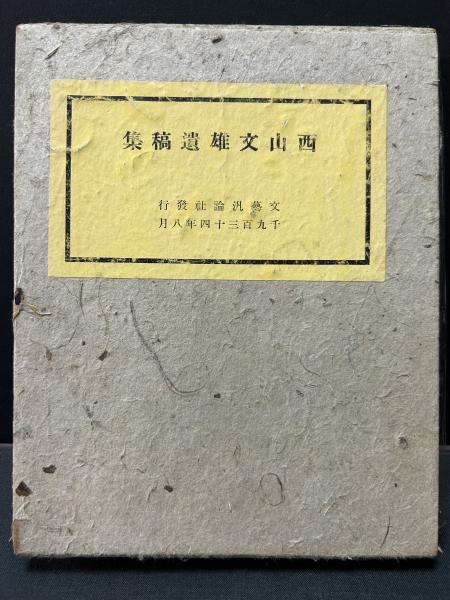 西山文雄遺稿集
文藝汎論社發行
千九百三十四年八月